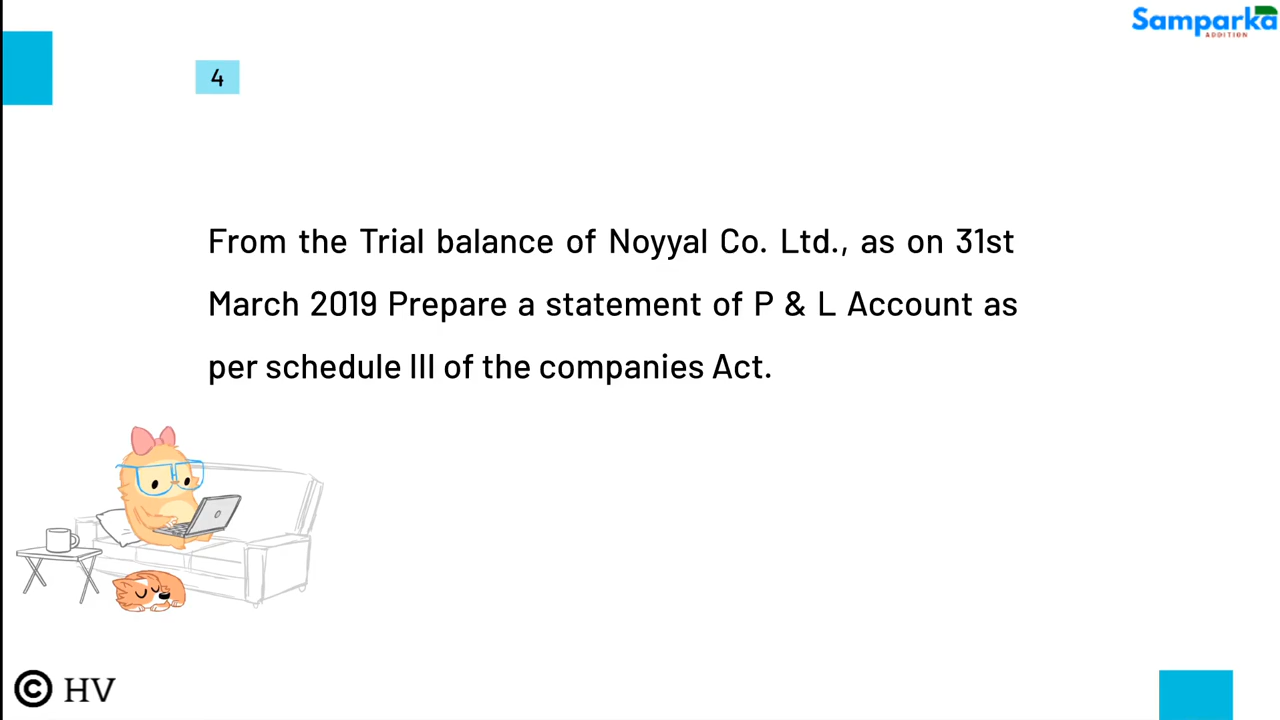 Samparka
ADDITION
4
From the Trial balance of Noyyal Co. Ltd., as on 31st
March 2019 Prepare a statement of P & L Account as
per schedule III of the companies Act.
© HV